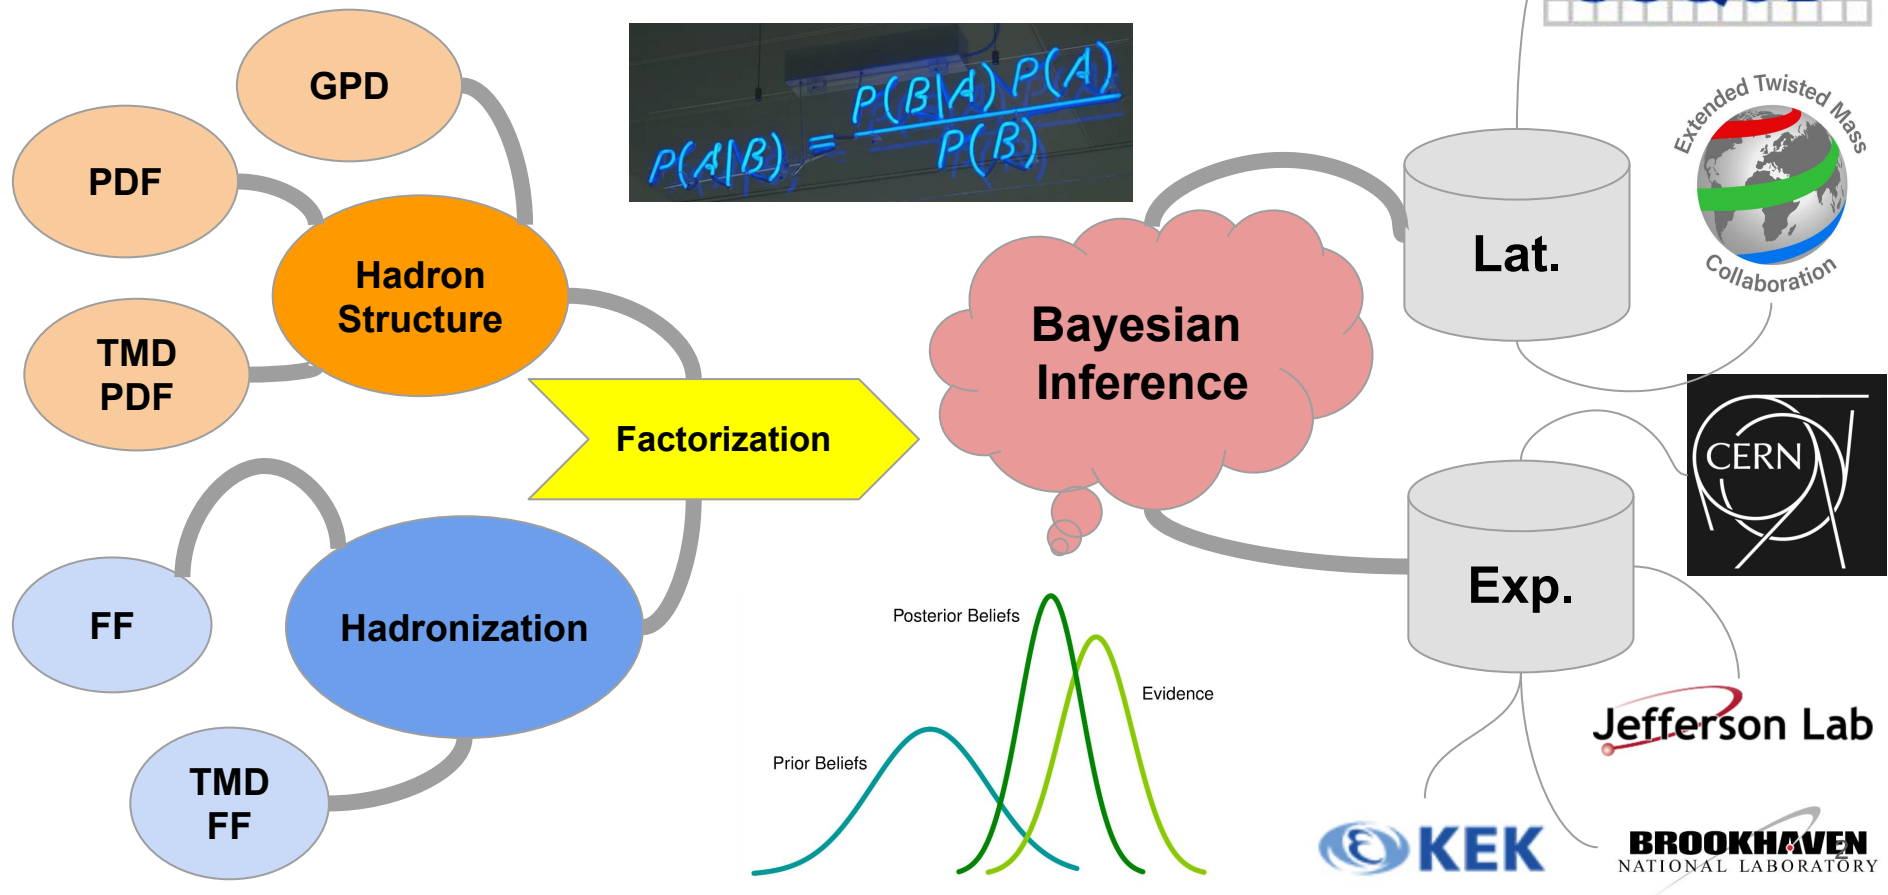 GPD
PDF
Hadron
Structure
TMD
PDF
FF
Hadronization
TMD
FF
Factorization
P(A|B) = P(B|A) P(A)
P(B)
Bayesian
Inference
Posterior Beliefs
Evidence
Prior Beliefs
Lat.
Extended Twisted Mass
Collaboration
CERN
Exp.
Jefferson Lab
KEK
BROOKHAVEN
NATIONAL LABORATORY
2